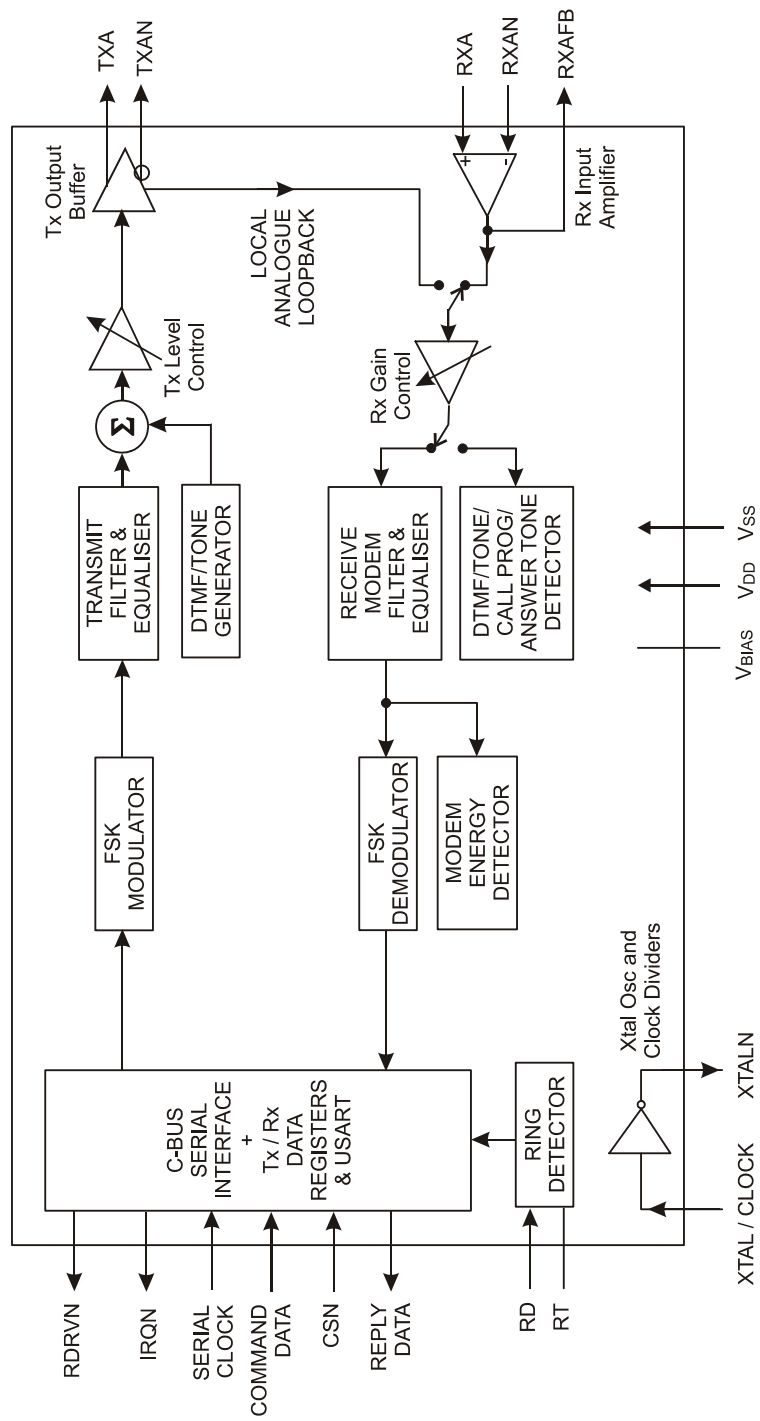 RDRVN
IRQN
SERIAL
CLOCK
COMMAND
DATA
CSN
REPLY
DATA
RD
RT
C-BUS
SERIAL
INTERFACE
+
Tx / Rx
DATA
REGISTERS
& USART
RING
DETECTOR
FSK
MODULATOR
TRANSMIT
FILTER &
EQUALISER
DTMF/TONE
GENERATOR
Σ
Tx Level
Control
Tx Output
Buffer
TXA
TXAN
LOCAL
ANALOGUE
LOOPBACK
FSK
DEMODULATOR
MODEM
ENERGY
DETECTOR
RECEIVE
MODEM
FILTER &
EQUALISER
DTMF/TONE/
CALL PROG/
ANSWER TONE
DETECTOR
Rx Gain
Control
+
-
RXA
RXAN
RXAFB
Rx Input
Amplifier
Xtal Osc and
Clock Dividers
XTAL / CLOCK
XTALN
VBIAS
VDD
VSS